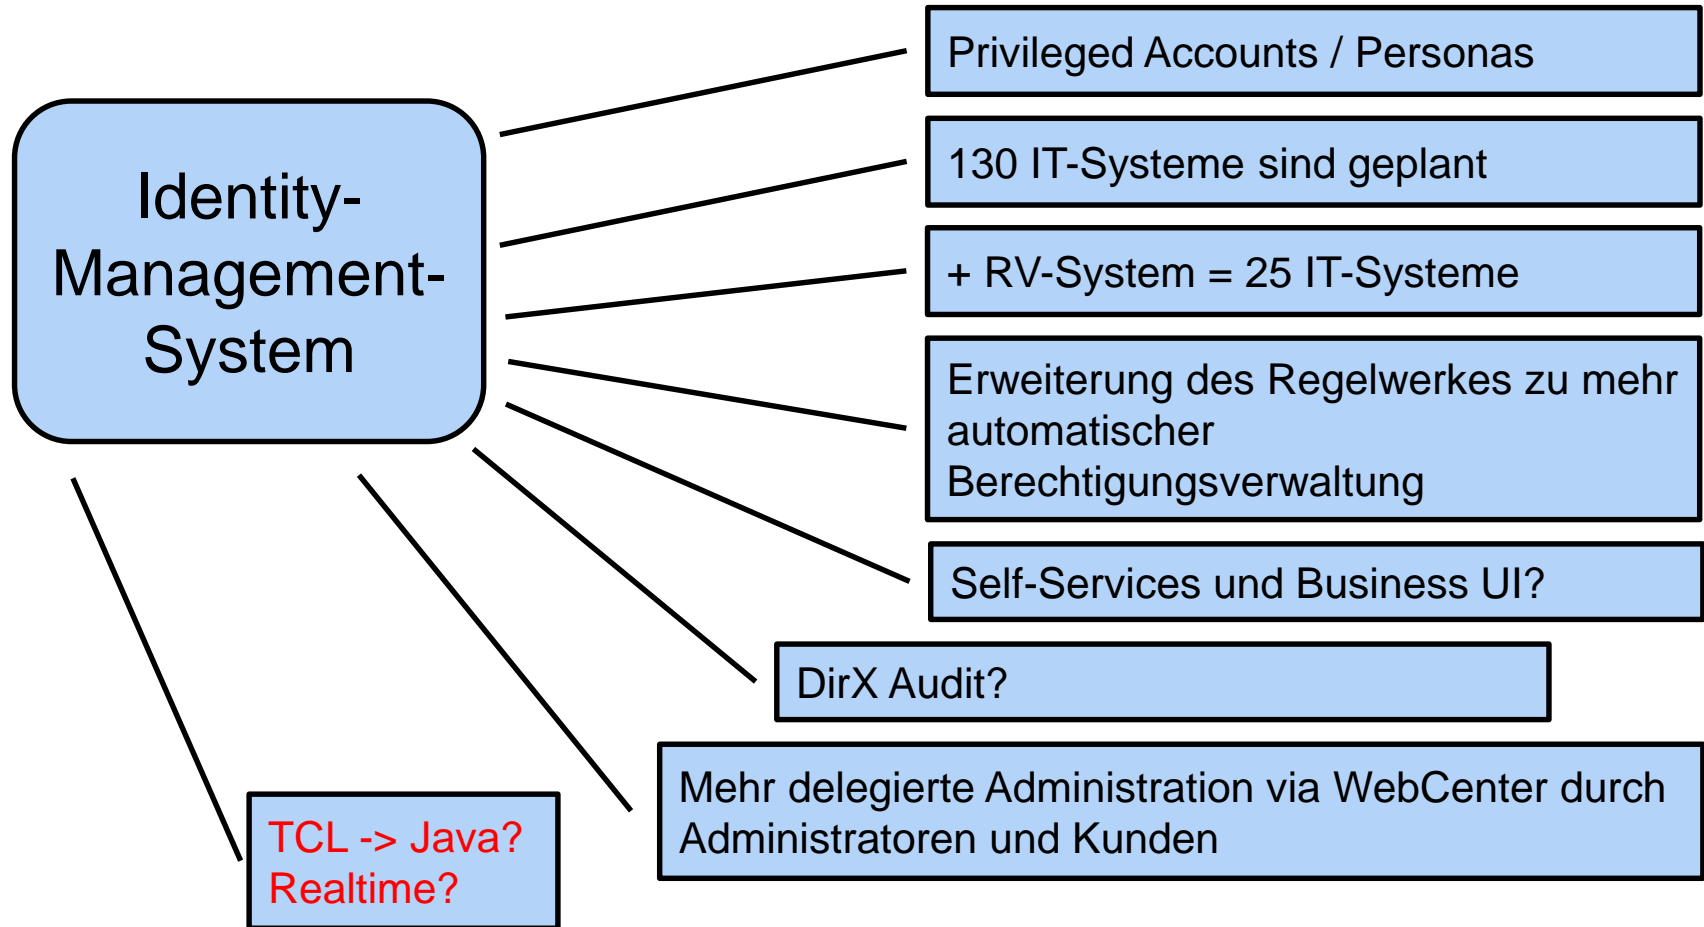 Identity-
Management-
System
Privileged Accounts / Personas
130 IT-Systeme sind geplant
+ RV-System = 25 IT-Systeme
Erweiterung des Regelwerkes zu mehr
automatischer
Berechtigungsverwaltung
Self-Services und Business UI?
DirX Audit?
Mehr delegierte Administration via WebCenter durch
Administratoren und Kunden
TCL -> Java?
Realtime?